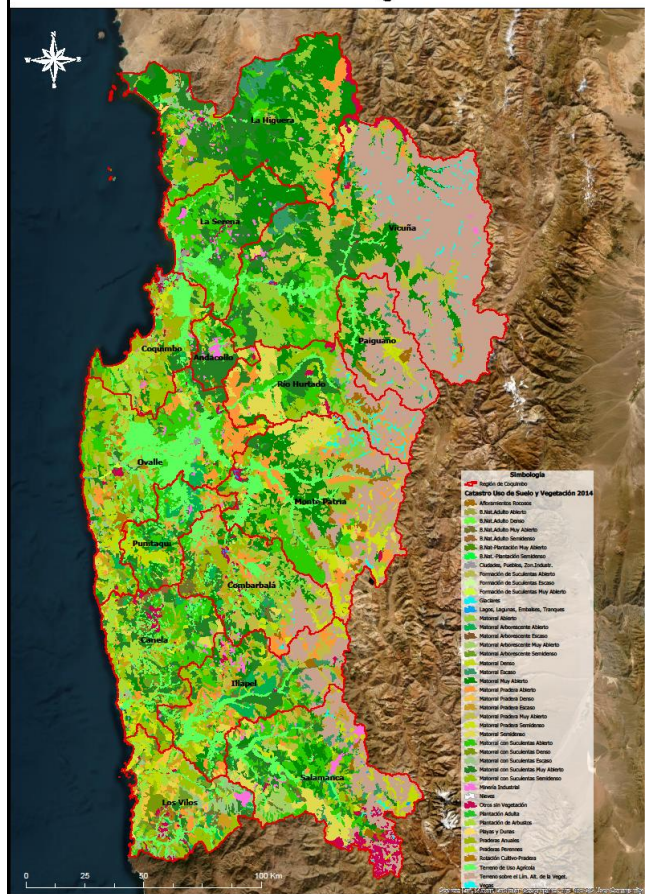 N
W
E
S
La Higuera
La Serena
Vicuña
Coquimbo
Andacollo
Paiguano
Río Hurtado
Ovalle
Monte Patria
Punitaqui
Combarbalá
Canela
Illapel
Salamanca
Los Vilos
0 50 100 Km
Simbología
Región de Coquimbo
Catastro Uso de Suelo y Vegetación 2014
Afloramientos Rocosos
B.Nat.Adulto Abierto
B.Nat.Adulto Denso
B.Nat.Adulto Muy Abierto
B.Nat.Adulto Semidenso
B.Nat-Plantación Muy Abierto
B.Nat.-Plantación Semidenso
Ciudades, Pueblos, Zon.Industr.
Formación de Suculentas Abierto
Formación de Suculentas Escaso
Formación de Suculentas Muy Abierto
Glaciares
Lagos, Lagunas, Embalses, Tranques
Matorral Abierto
Matorral Arborescente Abierto
Matorral Arborescente Escaso
Matorral Arborescente Muy Abierto
Matorral Arborescente Semidenso
Matorral Denso
Matorral Escaso
Matorral Muy Abierto
Matorral Pradera Abierto
Matorral Pradera Denso
Matorral Pradera Escaso
Matorral Pradera Muy Abierto
Matorral Pradera Semidenso
Matorral Semidenso
Matorral con Suculentas Abierto
Matorral con Suculentas Denso
Matorral con Suculentas Escaso
Matorral con Suculentas Muy Abierto
Matorral con Suculentas Semidenso
Minería Industrial
Nieves
Otros sin Vegetación
Plantación Adulta
Plantación de Arbustos
Playas y Dunas
Praderas Anuales
Praderas Perennes
Rotación Cultivo-Pradera
Terreno de Uso Agrícola
Terreno sobre el Lím. Alt. de la Veget.
Vegas